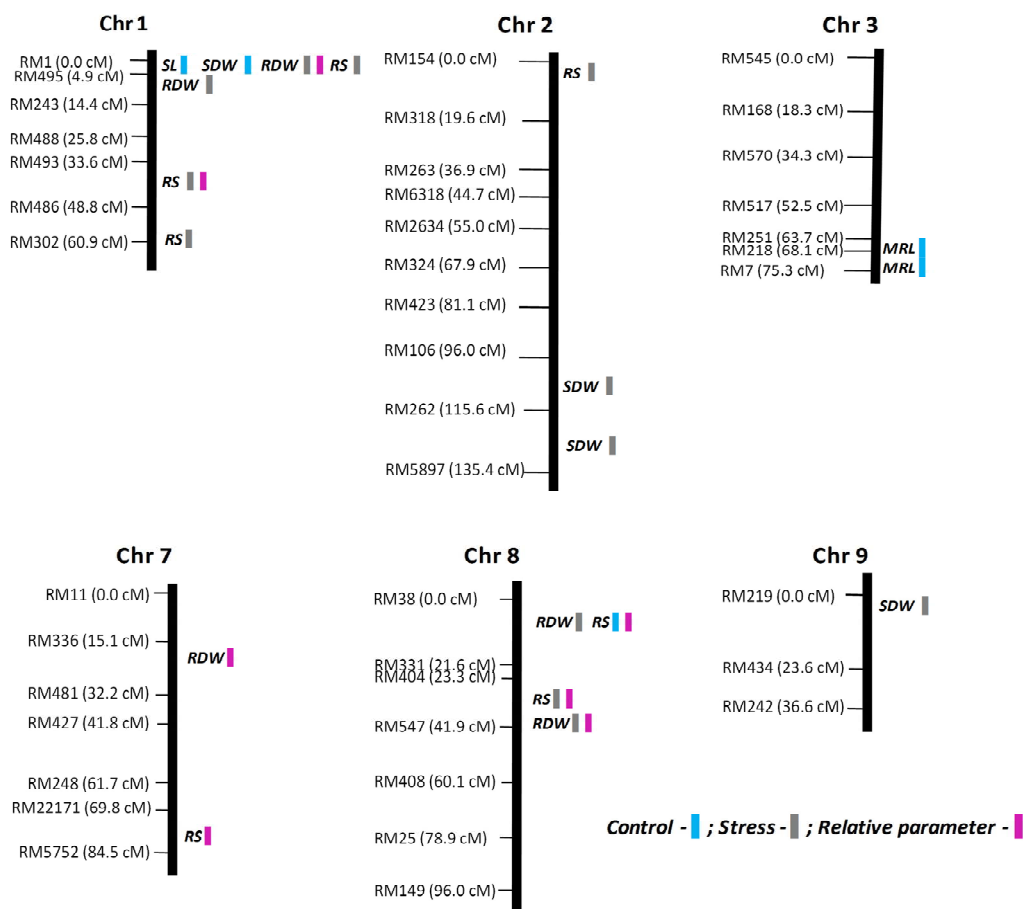 Chr 1
RM1 (0.0 cM)
SL SDW RDW RS
RM495 (4.9 cM)
RDW
RM243 (14.4 cM)
RM488 (25.8 cM)
RM493 (33.6 cM)
RS
RM486 (48.8 cM)
RM302 (60.9 cM)
RS
Chr 2
RM154 (0.0 cM)
RS
RM318 (19.6 cM)
RM263 (36.9 cM)
RM6318 (44.7 cM)
RM2634 (55.0 cM)
RM324 (67.9 cM)
RM423 (81.1 cM)
RM106 (96.0 cM)
SDW
RM262 (115.6 cM)
SDW
RM5897 (135.4 cM)
Chr 3
RM545 (0.0 cM)
RM168 (18.3 cM)
RM570 (34.3 cM)
RM517 (52.5 cM)
RM251 (63.7 cM)
RM218 (68.1 cM)
MRL
RM7 (75.3 cM)
MRL
Chr 7
RM11 (0.0 cM)
RM336 (15.1 cM)
RDW
RM481 (32.2 cM)
RM427 (41.8 cM)
RM248 (61.7 cM)
RM22171 (69.8 cM)
RS
RM5752 (84.5 cM)
Chr 8
RM38 (0.0 cM)
RDW RS
RM331 (21.6 cM)
RM404 (23.3 cM)
RS
RDW
RM547 (41.9 cM)
RM408 (60.1 cM)
RM25 (78.9 cM)
RM149 (96.0 cM)
Chr 9
RM219 (0.0 cM)
SDW
RM434 (23.6 cM)
RM242 (36.6 cM)
Control - ; Stress - ; Relative parameter -